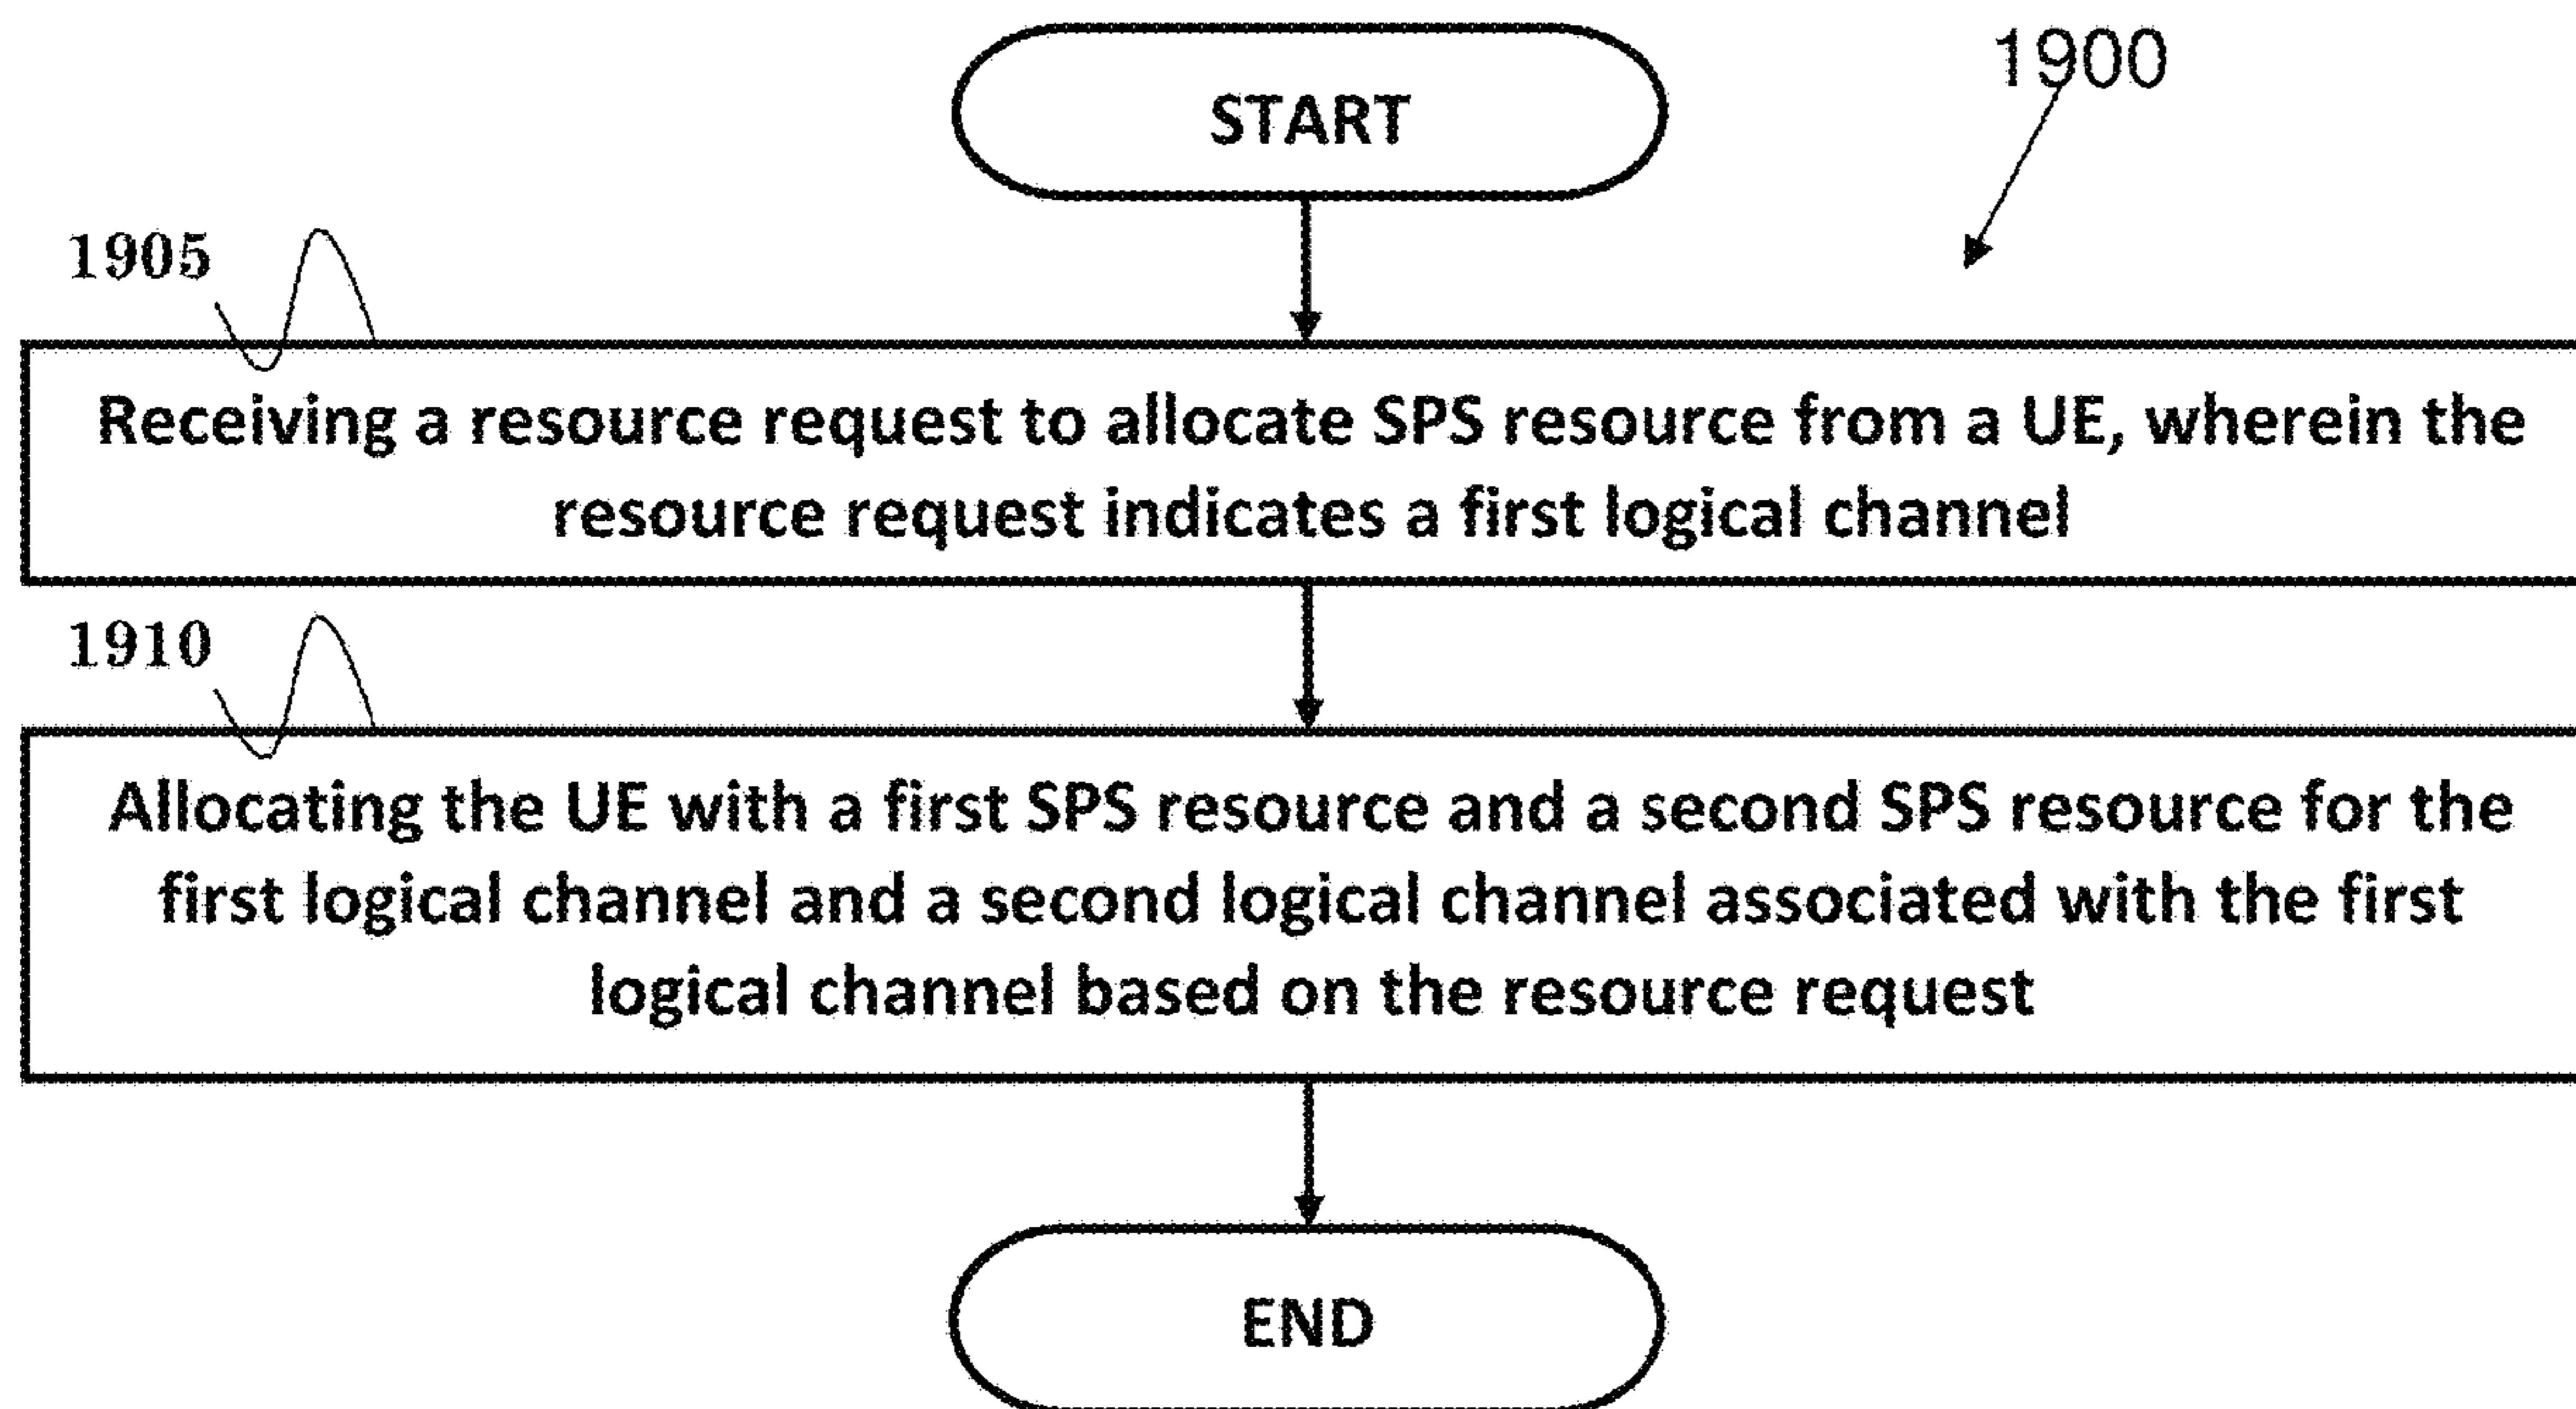 START
1900
1905
Receiving a resource request to allocate SPS resource from a UE, wherein the
resource request indicates a first logical channel
1910
Allocating the UE with a first SPS resource and a second SPS resource for the
first logical channel and a second logical channel associated with the first
logical channel based on the resource request
END